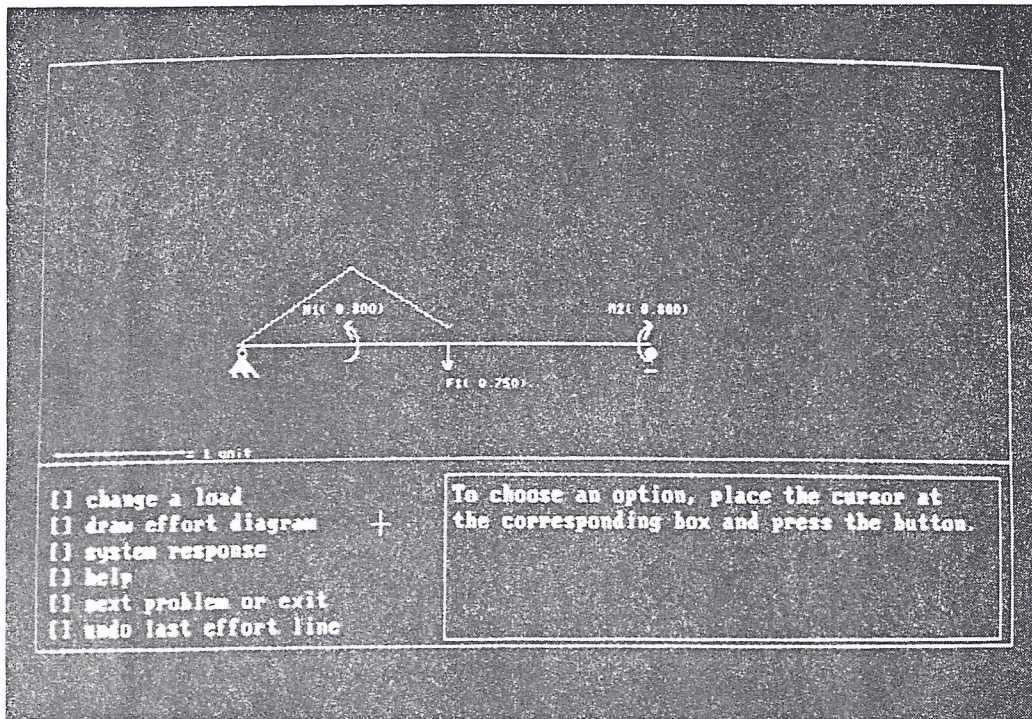 M1( 0.800)
M2( 0.800)
F1( 0.750)
= 1 unit
[] change a load
[] draw effort diagram
[] system response
[] help
[] next problem or exit
[] undo last effort line
To choose an option, place the cursor at
the corresponding box and press the button.